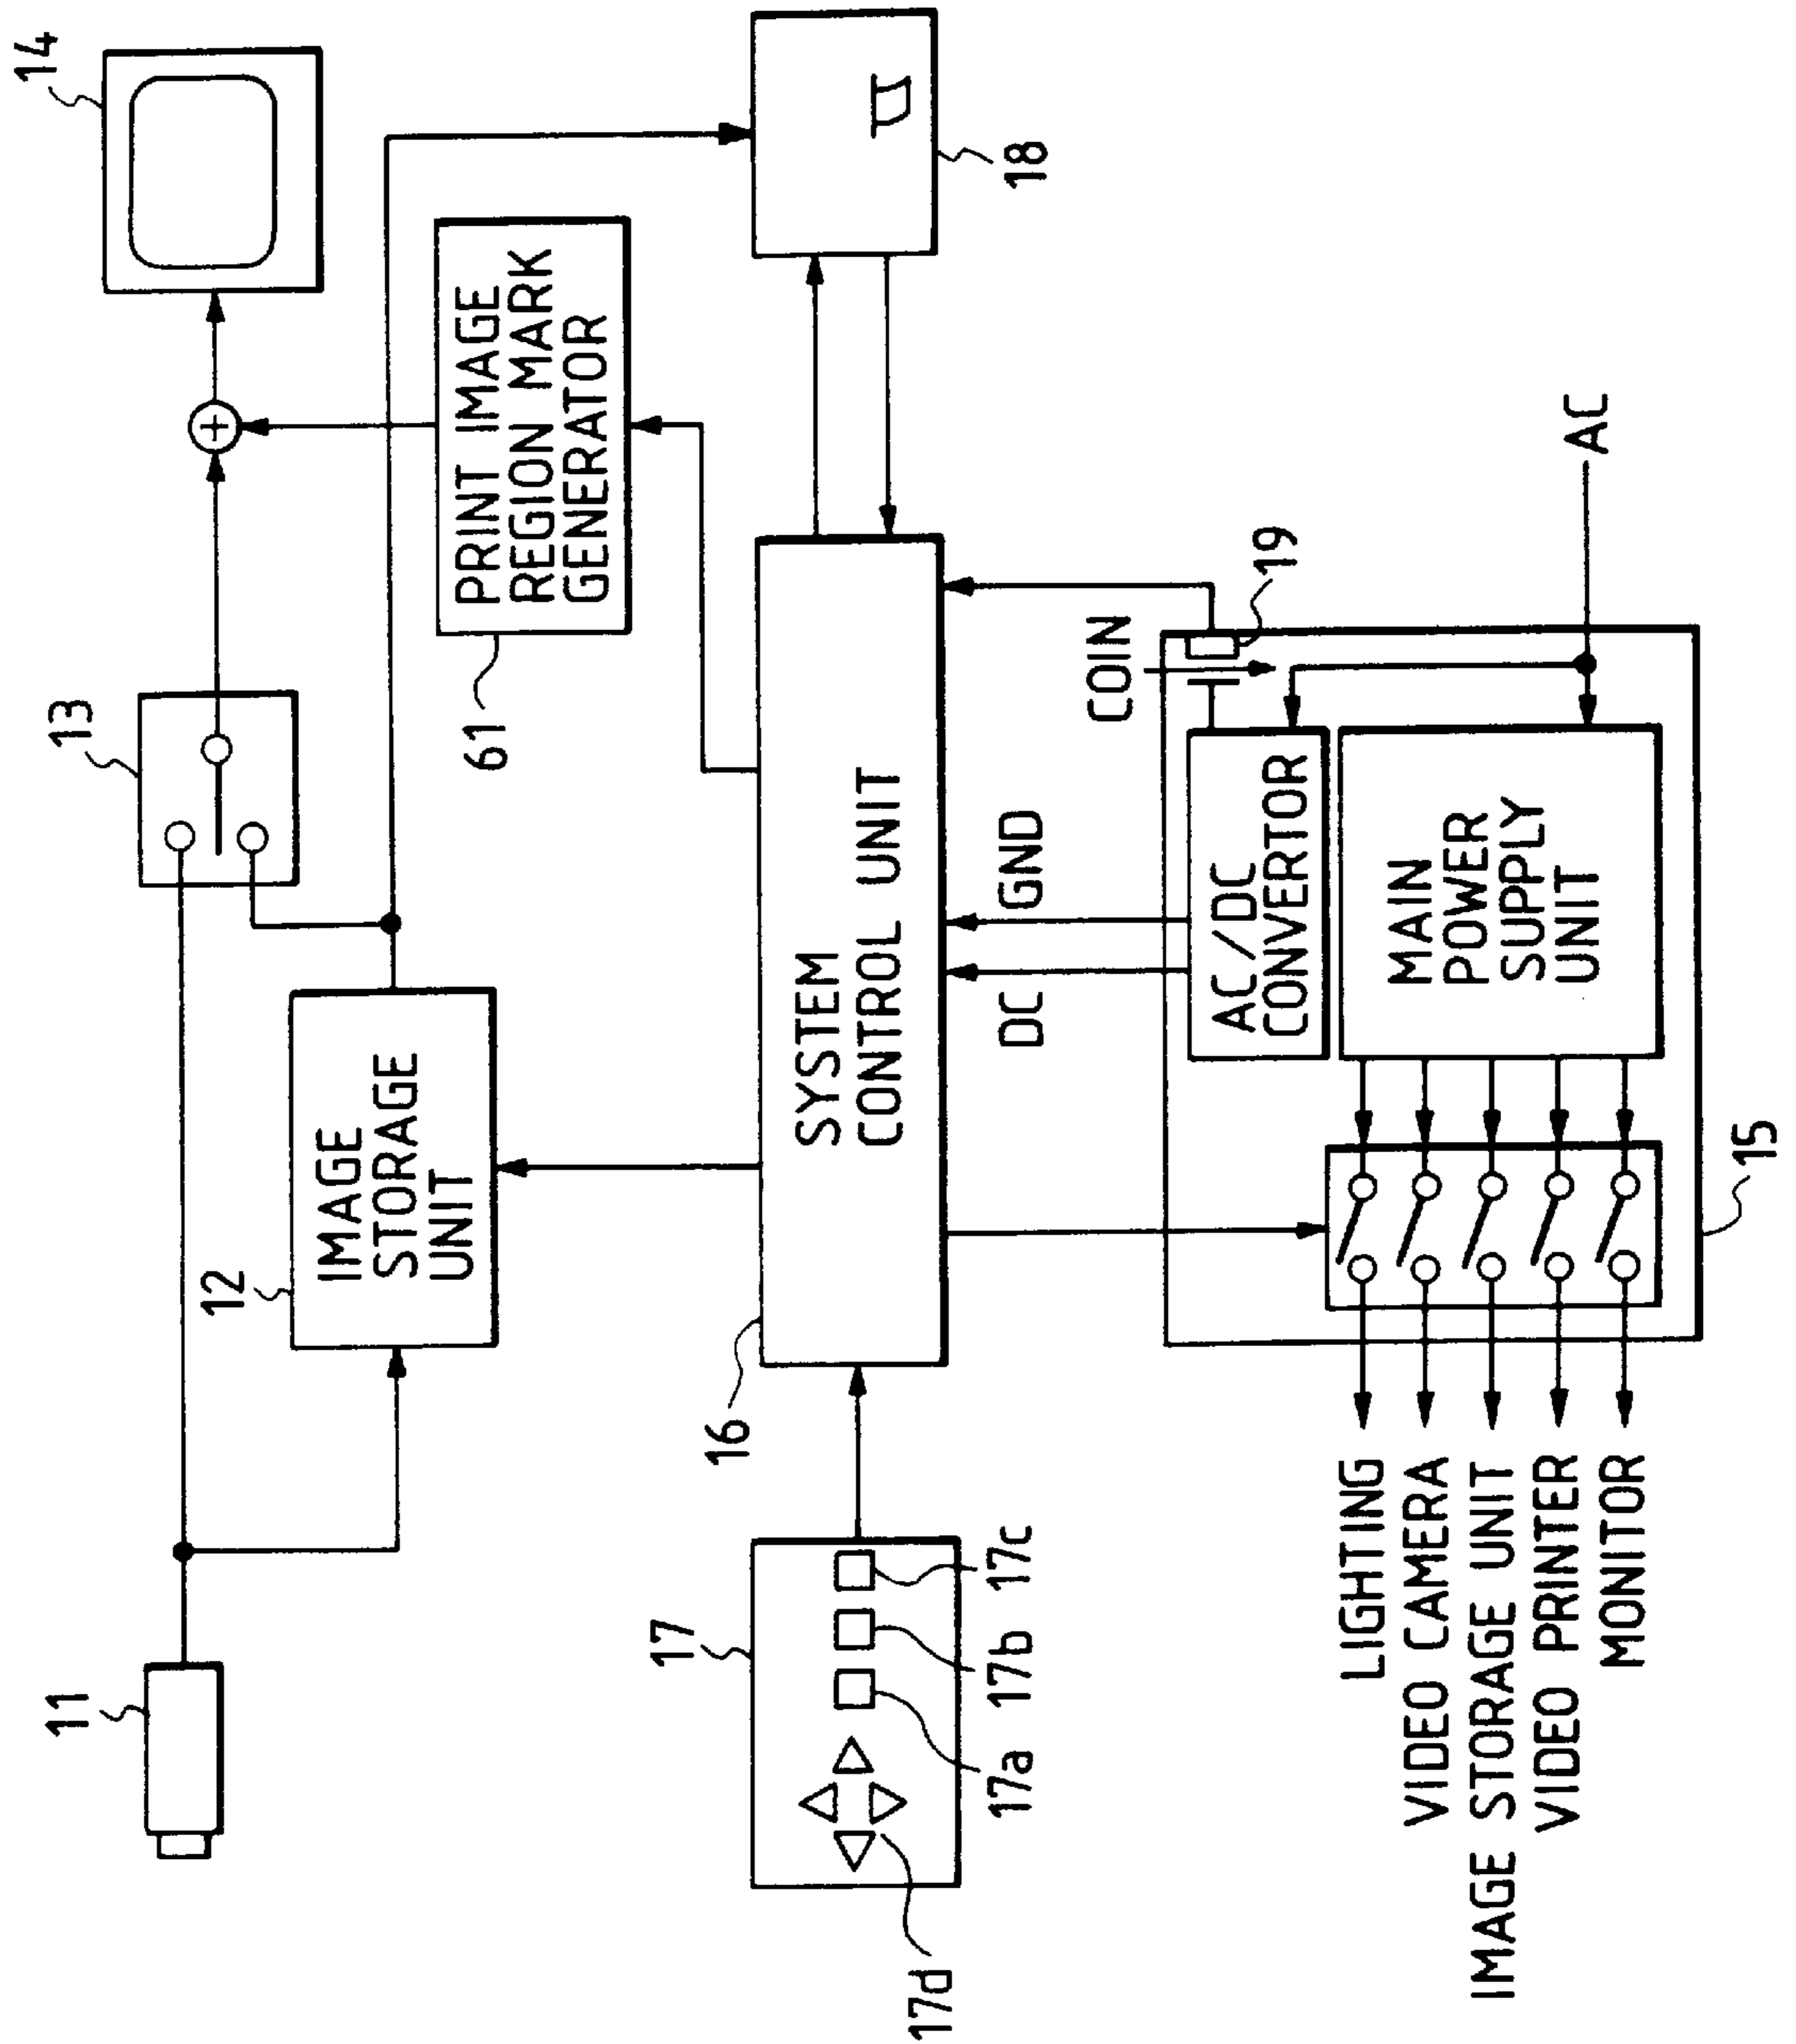 11
12
13
14
IMAGE
STORAGE
UNIT
61
PRINT IMAGE
REGION MARK
GENERATOR
+
16
SYSTEM
CONTROL UNIT
17
17a
17b
17c
17d
18
DC
GND
COIN
19
AC
AC/DC
CONVERTOR
MAIN
POWER
SUPPLY
UNIT
15
LIGHTING
VIDEO CAMERA
IMAGE STORAGE UNIT
VIDEO PRINTER
MONITOR